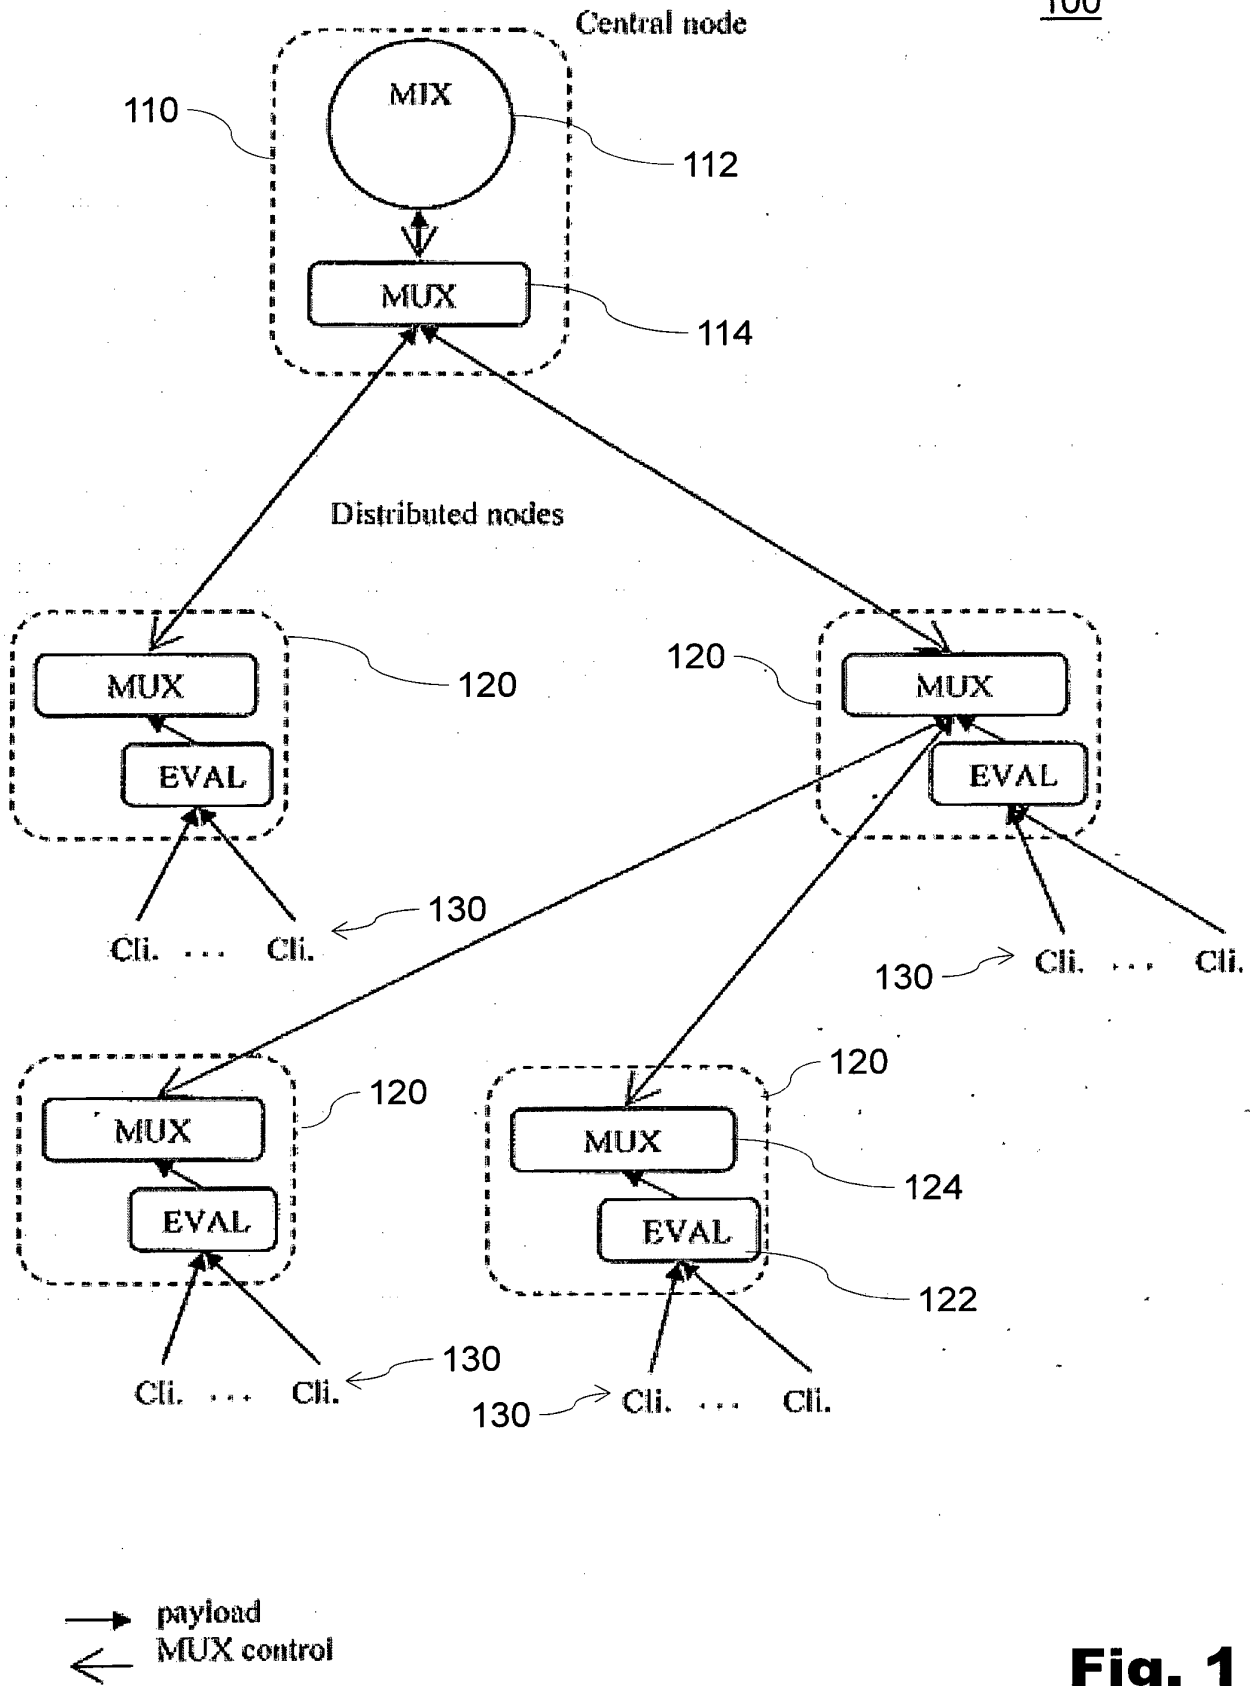 100
Central node
MIX
110
112
MUX
114
Distributed nodes
MUX
120
120
MUX
EVAL
EVAL
130
Cli. ... Cli.
130
Cli. ... Cli.
120
120
MUX
MUX
124
EVAL
EVAL
122
130
Cli. ... Cli.
130
Cli. ... Cli.
payload
MUX control
Fig. 1